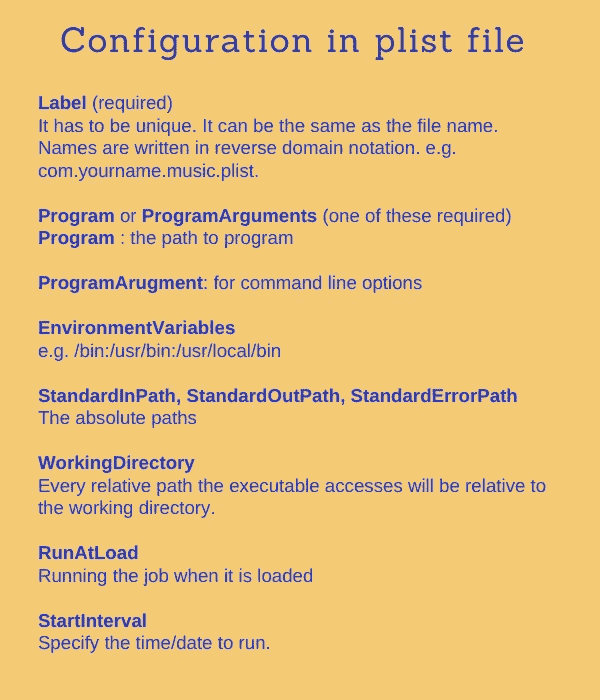 Configuration in plist file
Label (required)
It has to be unique. It can be the same as the file name.
Names are written in reverse domain notation. e.g.
com.yourname.music.plist.
Program or ProgramArguments (one of these required)
Program : the path to program
ProgramArugment: for command line options
EnvironmentVariables
e.g. /bin:/usr/bin:/usr/local/bin
StandardInPath, StandardOutPath, StandardErrorPath
The absolute paths
WorkingDirectory
Every relative path the executable accesses will be relative to
the working directory.
RunAtLoad
Running the job when it is loaded
StartInterval
Specify the time/date to run.